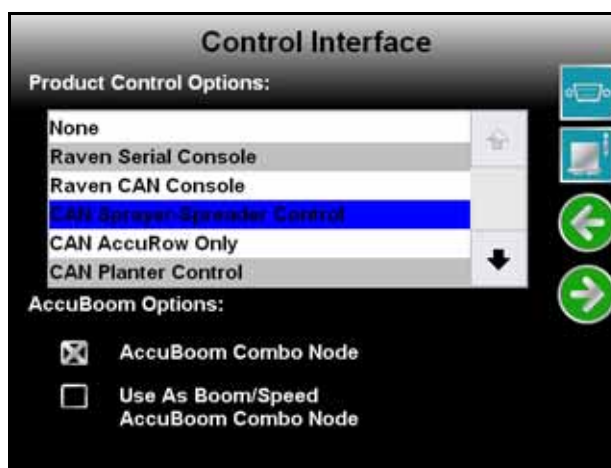 Control Interface
Product Control Options:
None
Raven Serial Console
Raven CAN Console
CAN Sprayer-Spreader Control
CAN AccuRow Only
CAN Planter Control
AccuBoom Options:
AccuBoom Combo Node
Use As Boom/Speed
AccuBoom Combo Node